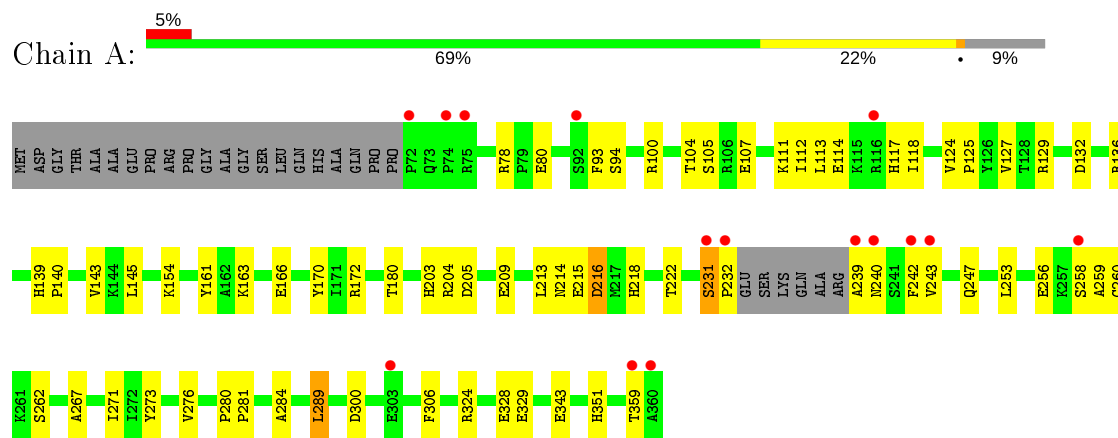 5%
Chain A:
69% 22% • 9%
MET ASP GLY THR ALA ALA GLU PRO ARG PRO GLY ALA GLY SER LEU GLN HIS ALA GLN PRO PRO P72 Q73 P74 R75 R78 P79 E80 S92 F93 S94 R100 T104 S105 R106 E107 K111 I112 L113 E114 K115 R116 H117 I118 V124 P125 Y126 V127 T128 R129 D132 R136
H139 P140 V143 K144 L145 K154 Y161 A162 K163 E166 Y170 I171 R172 T180 H203 R204 D205 E209 L213 N214 E215 D216 M217 H218 T222 S231 P232 GLU SER LYS GLN ALA ARG A239 N240 S241 F242 V243 Q247 L253 E256 K257 S258 A259 G260
K261 S262 A267 I271 I272 Y273 V276 P280 P281 A284 L289 D300 E303 F306 R324 E328 E329 E343 H351 T359 A360